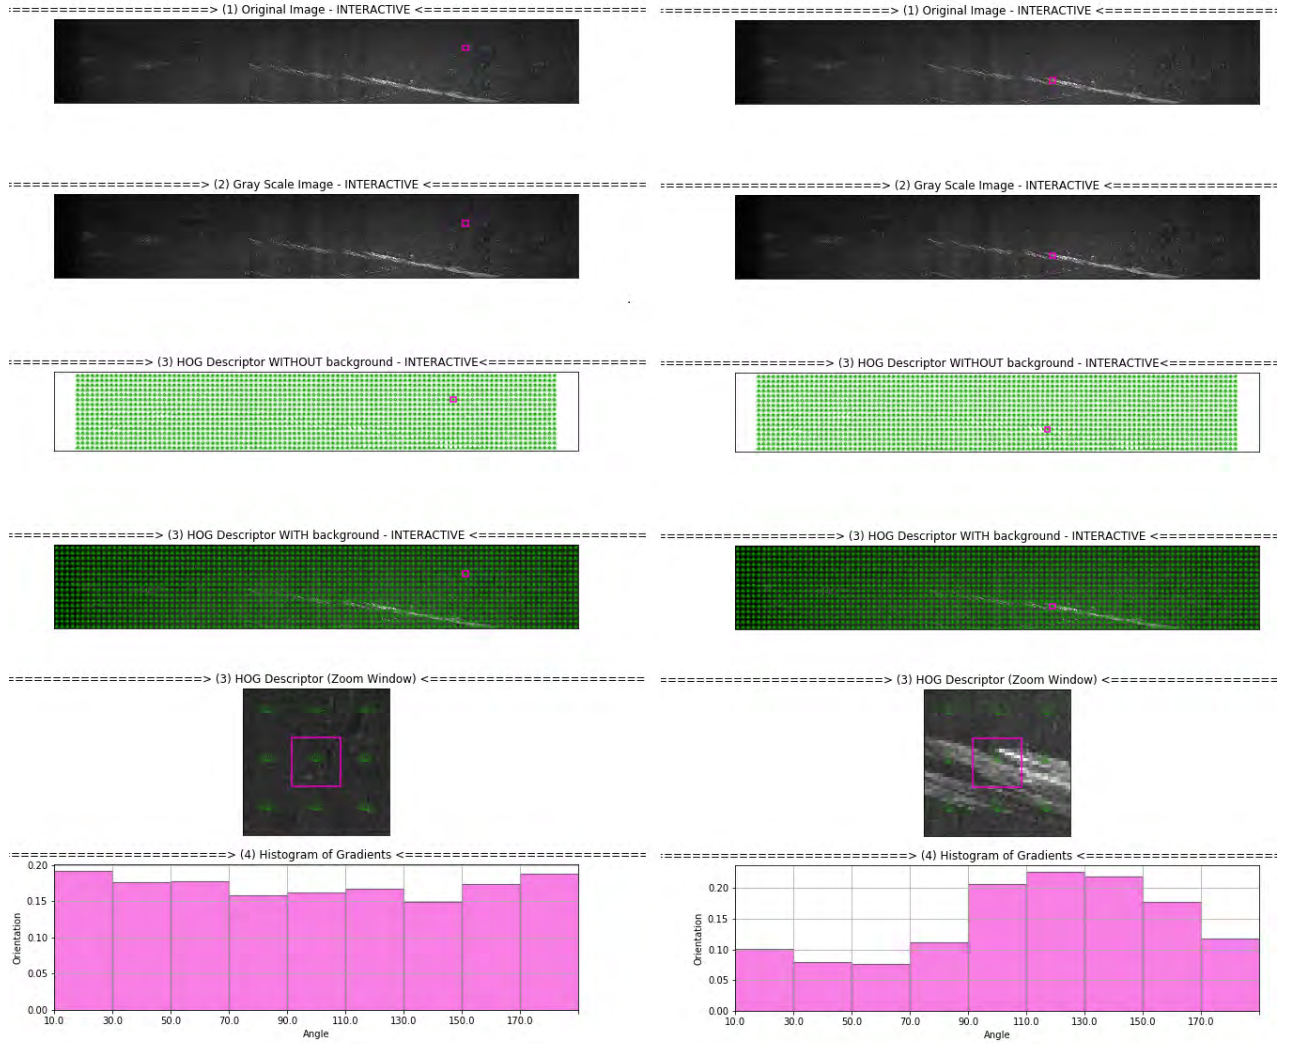 ====================> (1) Original Image - INTERACTIVE <====================
====================> (2) Gray Scale Image - INTERACTIVE <====================
================> (3) HOG Descriptor WITHOUT background - INTERACTIVE<================
================> (3) HOG Descriptor WITH background - INTERACTIVE <================
====================> (3) HOG Descriptor (Zoom Window) <====================
====================> (4) Histogram of Gradients <====================
0.20
0.15
0.10
0.05
0.00
Orientation
10.0 30.0 50.0 70.0 90.0 110.0 130.0 150.0 170.0
Angle
====================> (1) Original Image - INTERACTIVE <====================
====================> (2) Gray Scale Image - INTERACTIVE <====================
================> (3) HOG Descriptor WITHOUT background - INTERACTIVE<================
================> (3) HOG Descriptor WITH background - INTERACTIVE <================
====================> (3) HOG Descriptor (Zoom Window) <====================
====================> (4) Histogram of Gradients <====================
0.20
0.15
0.10
0.05
0.00
Orientation
10.0 30.0 50.0 70.0 90.0 110.0 130.0 150.0 170.0
Angle